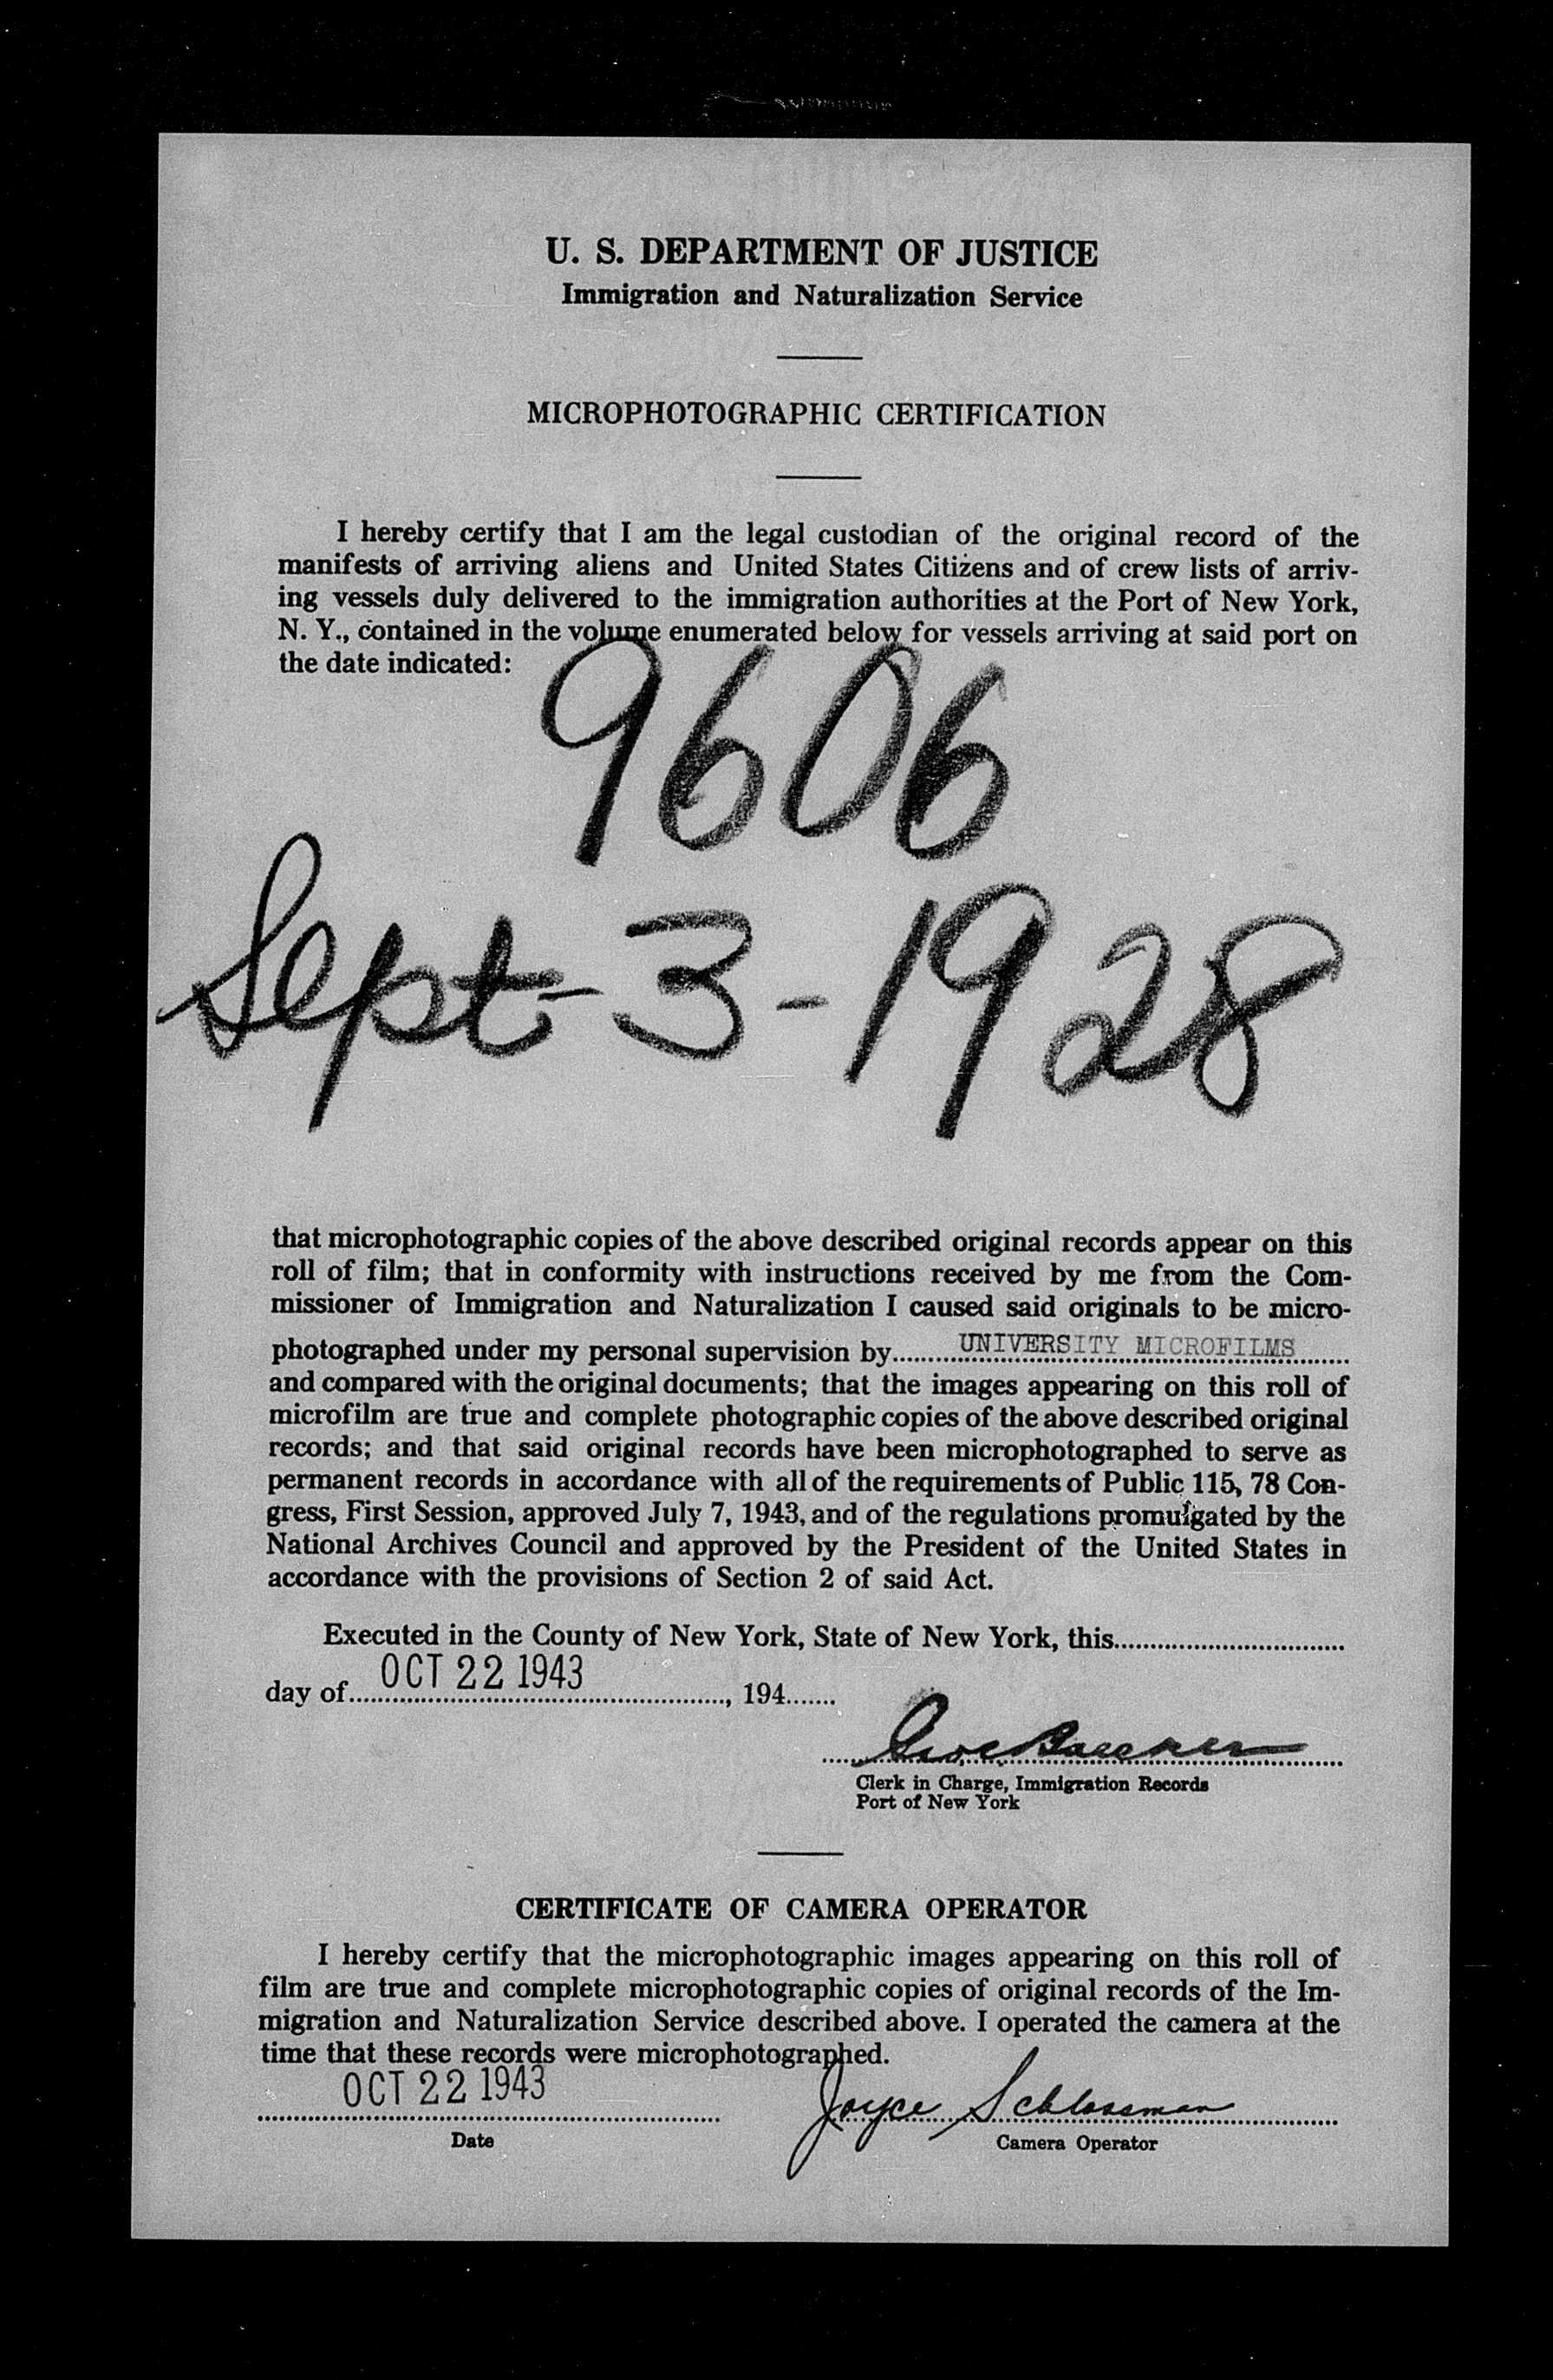 U. S. DEPARTMENT OF JUSTICE
Immigration and Naturalization Service
MICROPHOTOGRAPHIC CERTIFICATION
I hereby certify that I am the legal custodian of the original record of the
manifests of arriving aliens and United States Citizens and of crew lists of arriv-
ing vessels duly delivered to the immigration authorities at the Port of New York,
N. Y., contained in the volume enumerated below for vessels arriving at said port on
the date indicated:
9606
Sept-3-1928
that microphotographic copies of the above described original records appear on this
roll of film; that in conformity with instructions received by me from the Com-
missioner of Immigration and Naturalization I caused said originals to be micro-
photographed under my personal supervision by UNIVERSITY MICROFILMS
and compared with the original documents; that the images appearing on this roll of
microfilm are true and complete photographic copies of the above described original
records; and that said original records have been microphotographed to serve as
permanent records in accordance with all of the requirements of Public 115, 78 Con-
gress, First Session, approved July 7, 1943, and of the regulations promulgated by the
National Archives Council and approved by the President of the United States in
accordance with the provisions of Section 2 of said Act.
Executed in the County of New York, State of New York, this
day of OCT 22 1943, 194
Clerk in Charge, Immigration Records
Port of New York
CERTIFICATE OF CAMERA OPERATOR
I hereby certify that the microphotographic images appearing on this roll of
film are true and complete microphotographic copies of original records of the Im-
migration and Naturalization Service described above. I operated the camera at the
time that these records were microphotographed.
OCT 22 1943 Joyce Schlossman
Date Camera Operator